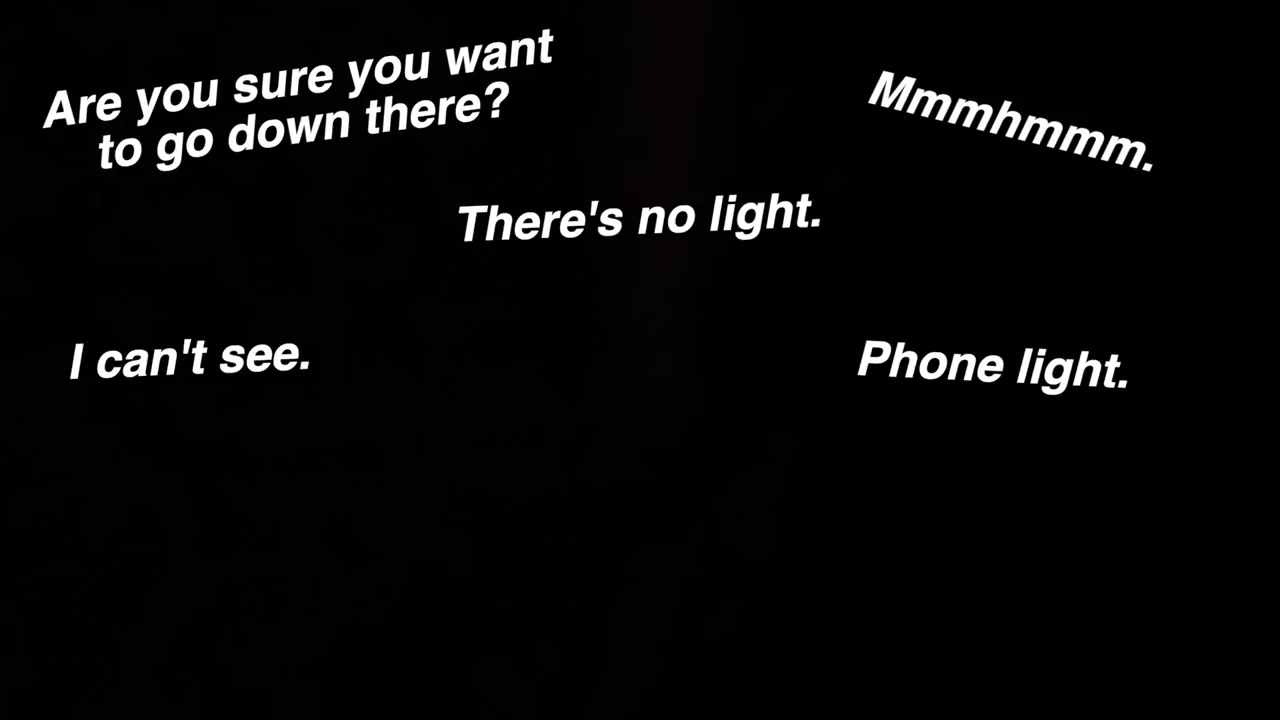 Are you sure you want
to go down there?
Mmmhmmm.
There's no light.
I can't see.
Phone light.